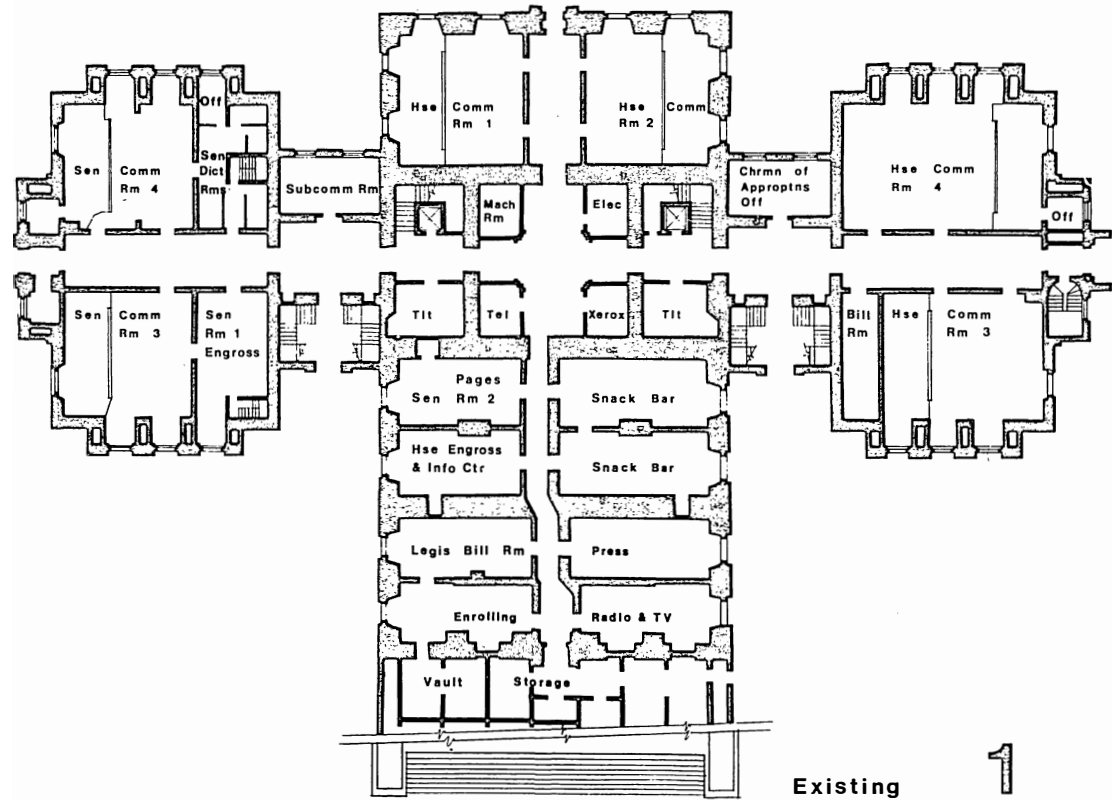 Hse Comm
Rm 1
Hse Comm
Rm 2
Off
Sen Comm
Rm 4
Sen
Dict
Rms
Subcomm Rm
Mach
Rm
Elec
Chrmn of
Approptns
Off
Hse Comm
Rm 4
Off
Sen Comm
Rm 3
Sen
Rm 1
Engross
Tlt
Tel
Xerox
Tlt
Bill
Rm
Hse Comm
Rm 3
Pages
Sen Rm 2
Snack Bar
Hse Engross
& Info Ctr
Snack Bar
Legis Bill Rm
Press
Enrolling
Radio & TV
Vault
Storage
Existing
1